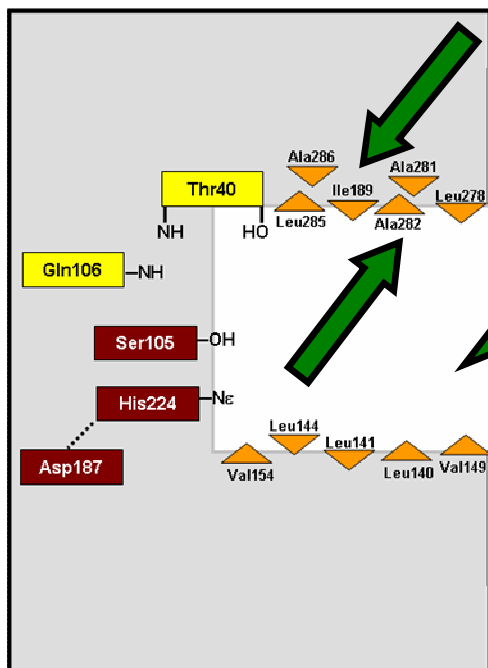 Ala286
Ala281
Thr40
Ile189
Leu278
Leu285
Ala282
NH
HO
Gln106
NH
Ser105
OH
His224
Nε
Leu144
Leu141
Asp187
Val154
Leu140
Val149